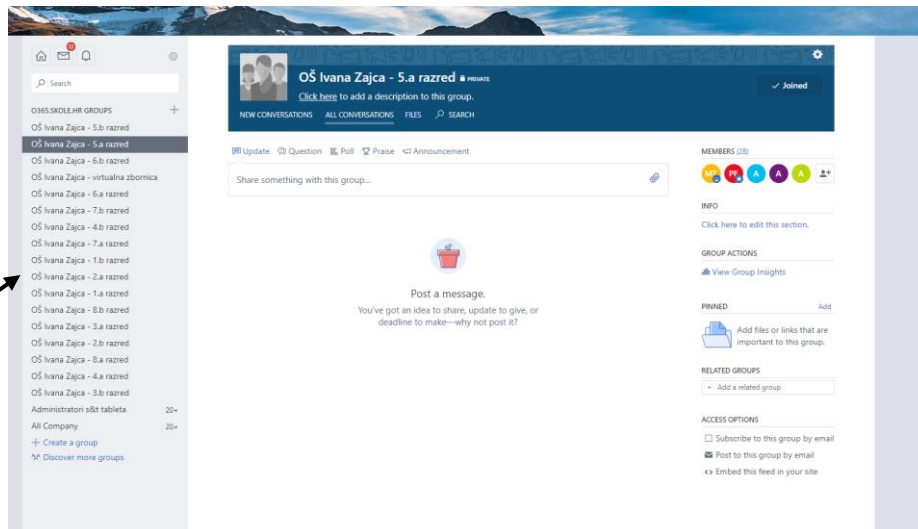 12
Search
O365.SKOLE.HR GROUPS
OŠ Ivana Zajca - 5.b razred
OŠ Ivana Zajca - 5.a razred
OŠ Ivana Zajca - 6.b razred
OŠ Ivana Zajca - virtualna zbornica
OŠ Ivana Zajca - 6.a razred
OŠ Ivana Zajca - 7.b razred
OŠ Ivana Zajca - 4.b razred
OŠ Ivana Zajca - 7.a razred
OŠ Ivana Zajca - 1.b razred
OŠ Ivana Zajca - 2.a razred
OŠ Ivana Zajca - 1.a razred
OŠ Ivana Zajca - 8.b razred
OŠ Ivana Zajca - 3.a razred
OŠ Ivana Zajca - 2.b razred
OŠ Ivana Zajca - 8.a razred
OŠ Ivana Zajca - 4.a razred
OŠ Ivana Zajca - 3.b razred
Administratori s&t tableta 20+
All Company 20+
+ Create a group
Discover more groups
OŠ Ivana Zajca - 5.a razred PRIVATE
Click here to add a description to this group.
✓ Joined
NEW CONVERSATIONS ALL CONVERSATIONS FILES SEARCH
Update Question Poll Praise Announcement
Share something with this group...
Post a message.
You've got an idea to share, update to give, or
deadline to make—why not post it?
MEMBERS (28)
PF A A A
INFO
Click here to edit this section.
GROUP ACTIONS
View Group Insights
PINNED Add
Add files or links that are
important to this group.
RELATED GROUPS
+ Add a related group
ACCESS OPTIONS
Subscribe to this group by email
Post to this group by email
Embed this feed in your site